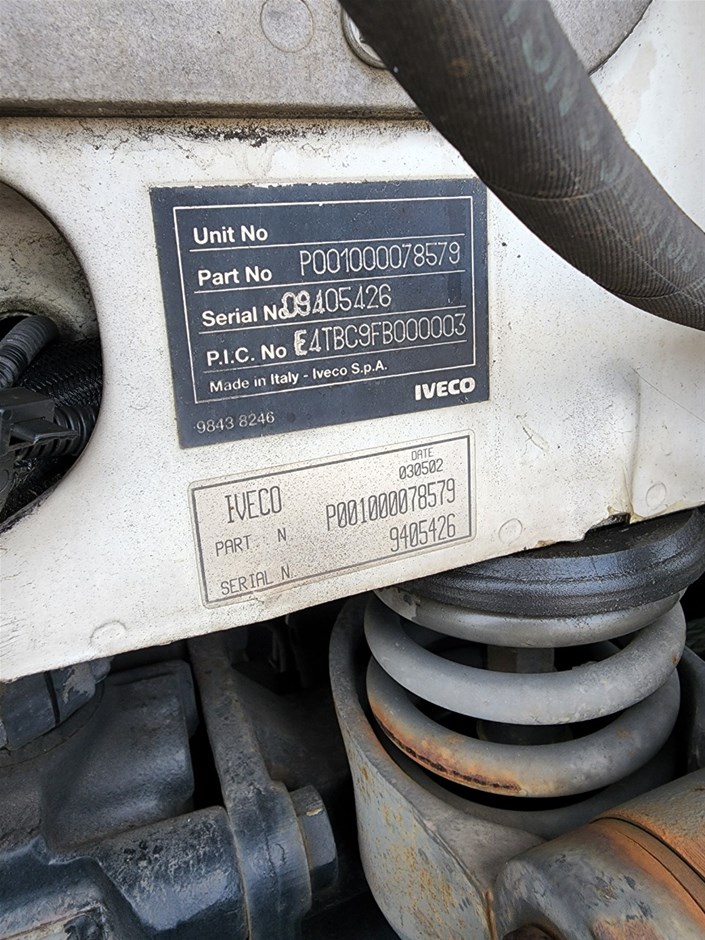 Unit No
Part No P001000078579
Serial No 09405426
P.I.C. No E4TBC9FB000003
Made in Italy - Iveco S.p.A. IVECO
9843 8246
DATE
IVECO 030502
PART. N P001000078579
SERIAL N. 9405426